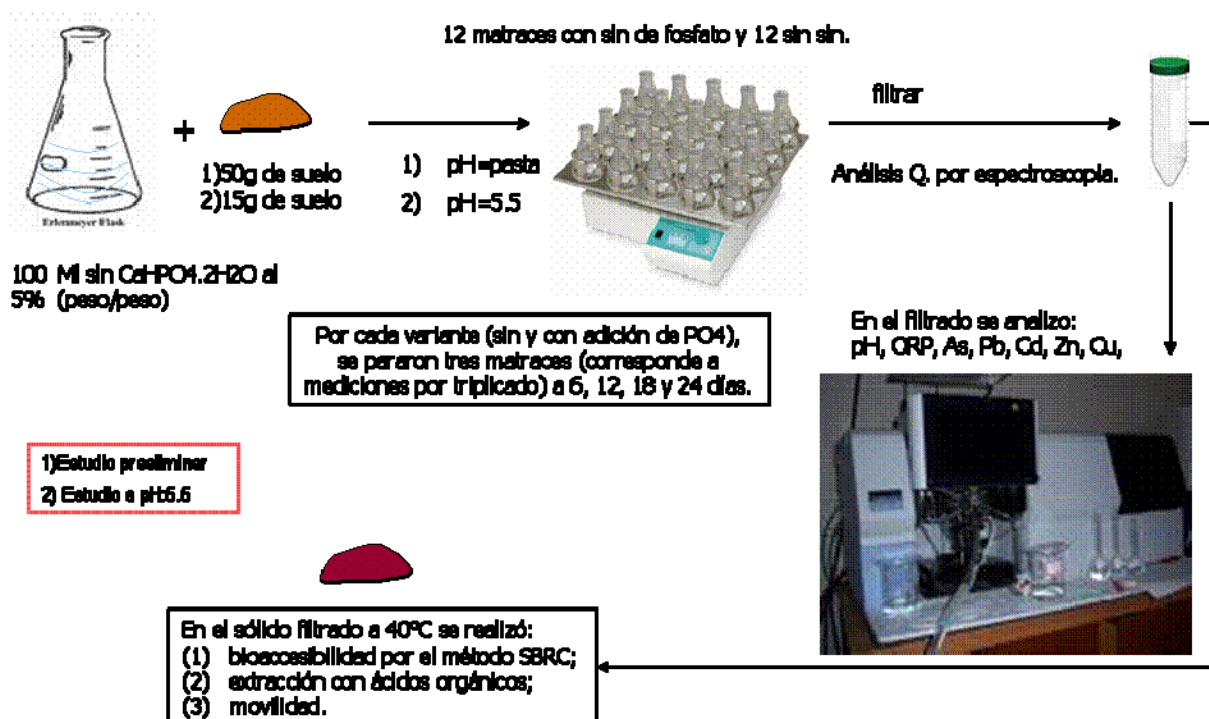 12 matraces con sln de fosfato y 12 sin sln.
filtrar
+
1)50g de suelo
2)15g de suelo
1) pH=pasta
2) pH=5.5
Análisis Q. por espectroscopía.
Erlenmeyer Flask
100 Ml sln CaHPO4.2H2O al
5% (peso/peso)
Por cada variante (sin y con adición de PO4),
se pararon tres matraces (corresponde a
mediciones por triplicado) a 6, 12, 18 y 24 días.
En el filtrado se analizo:
pH, ORP, As, Pb, Cd, Zn, Cu,
1)Estudio preeliminar
2) Estudio a pH:5.5
En el sólido filtrado a 40°C se realizó:
(1) bioaccesibilidad por el método SBRC;
(2) extracción con ácidos orgánicos;
(3) movilidad.